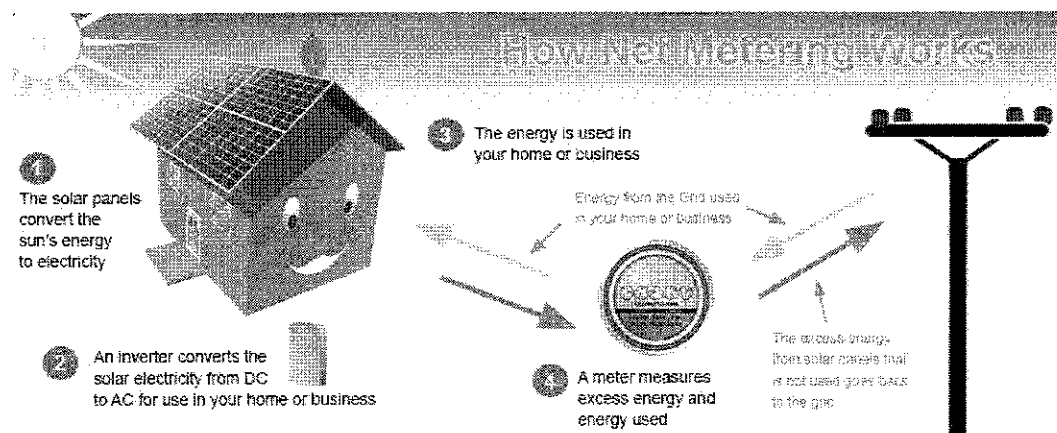 How Net Metering Works
1
The solar panels
convert the
sun's energy
to electricity
2
An inverter converts the
solar electricity from DC
to AC for use in your home or business
3
The energy is used in
your home or business
Energy from the Grid used
in your home or business
4
A meter measures
excess energy and
energy used
The excess energy
from solar panels that
is not used goes back
to the grid